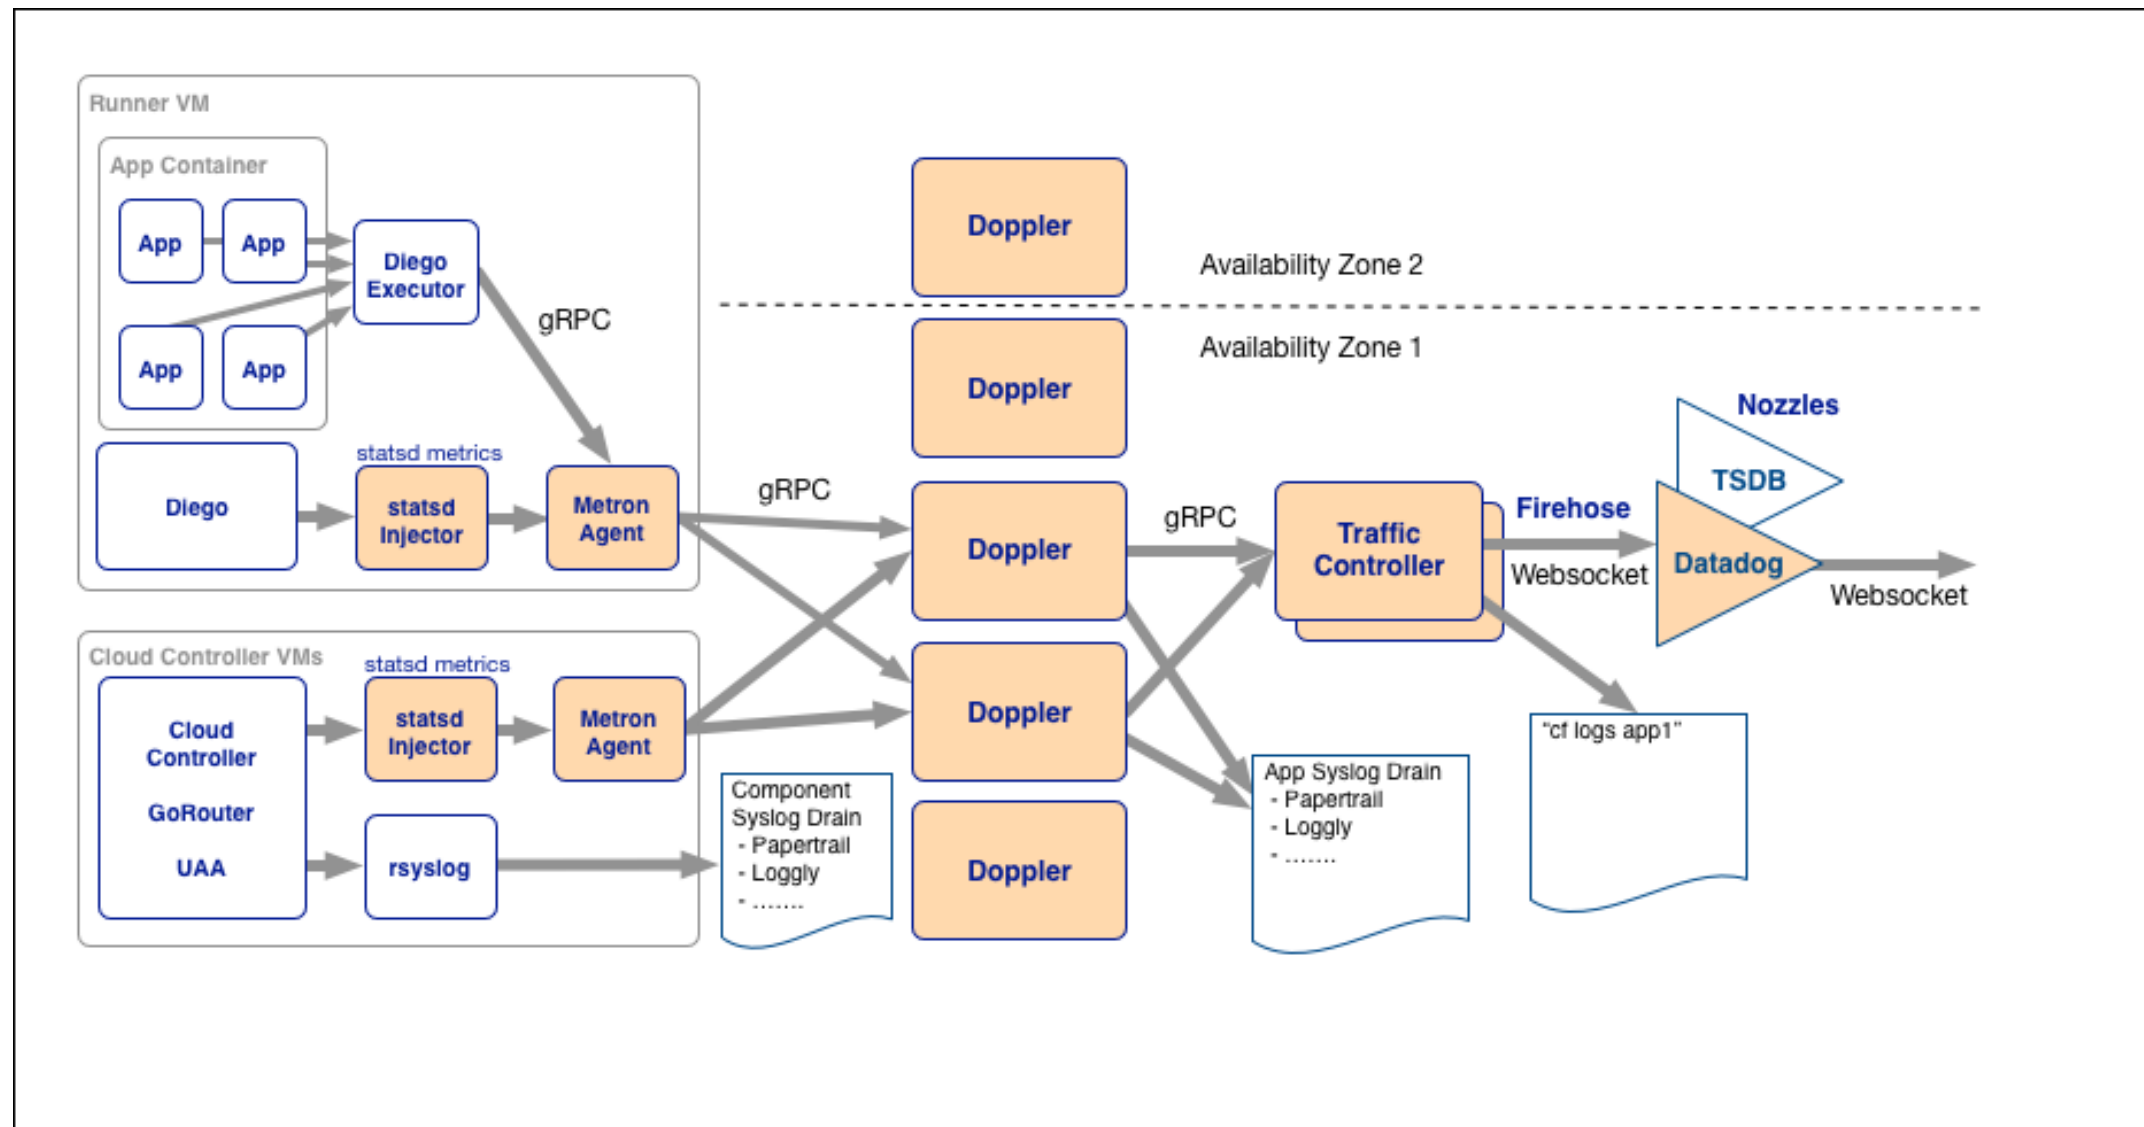 Runner VM
App Container
App
App
App
App
Diego
Executor
gRPC
Diego
statsd metrics
statsd
Injector
Metron
Agent
gRPC
Cloud Controller VMs
Cloud
Controller
GoRouter
UAA
statsd metrics
statsd
Injector
Metron
Agent
rsyslog
Component
Syslog Drain
- Papertrail
- Loggly
- .......
Doppler
Availability Zone 2
Availability Zone 1
Doppler
Doppler
Doppler
Doppler
gRPC
Traffic
Controller
Firehose
Websocket
Nozzles
TSDB
Datadog
Websocket
App Syslog Drain
- Papertrail
- Loggly
- .......
“cf logs app1”